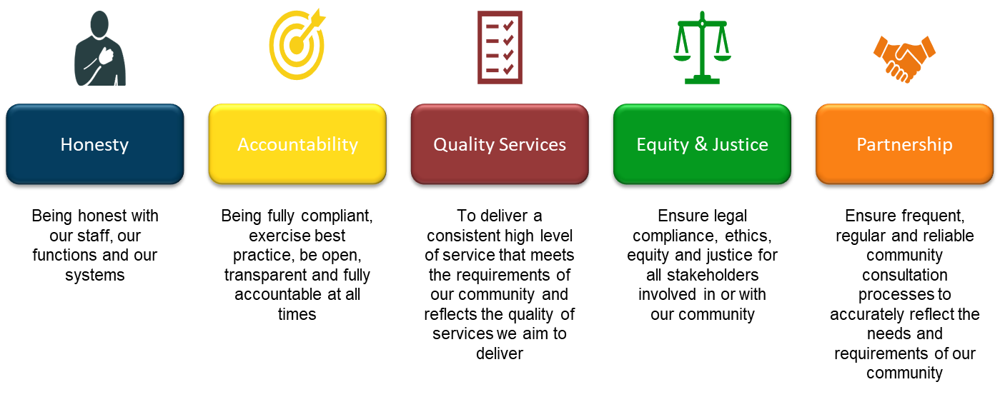 Honesty
Being honest with
our staff, our
functions and our
systems
Accountability
Being fully compliant,
exercise best
practice, be open,
transparent and fully
accountable at all
times
Quality Services
To deliver a
consistent high level
of service that meets
the requirements of
our community and
reflects the quality of
services we aim to
deliver
Equity & Justice
Ensure legal
compliance, ethics,
equity and justice for
all stakeholders
involved in or with
our community
Partnership
Ensure frequent,
regular and reliable
community
consultation
processes to
accurately reflect the
needs and
requirements of our
community